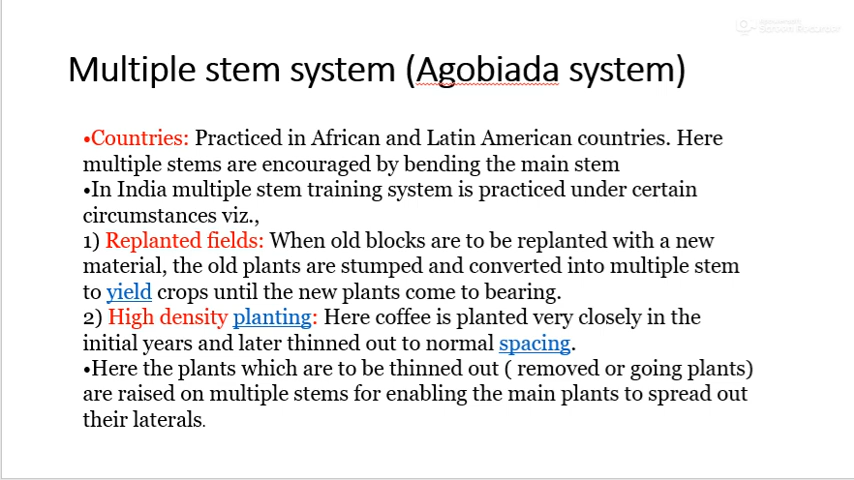 Multiple stem system (Agobiada system)
•Countries: Practiced in African and Latin American countries. Here
multiple stems are encouraged by bending the main stem
•In India multiple stem training system is practiced under certain
circumstances viz.,
1) Replanted fields: When old blocks are to be replanted with a new
material, the old plants are stumped and converted into multiple stem
to yield crops until the new plants come to bearing.
2) High density planting: Here coffee is planted very closely in the
initial years and later thinned out to normal spacing.
•Here the plants which are to be thinned out ( removed or going plants)
are raised on multiple stems for enabling the main plants to spread out
their laterals.